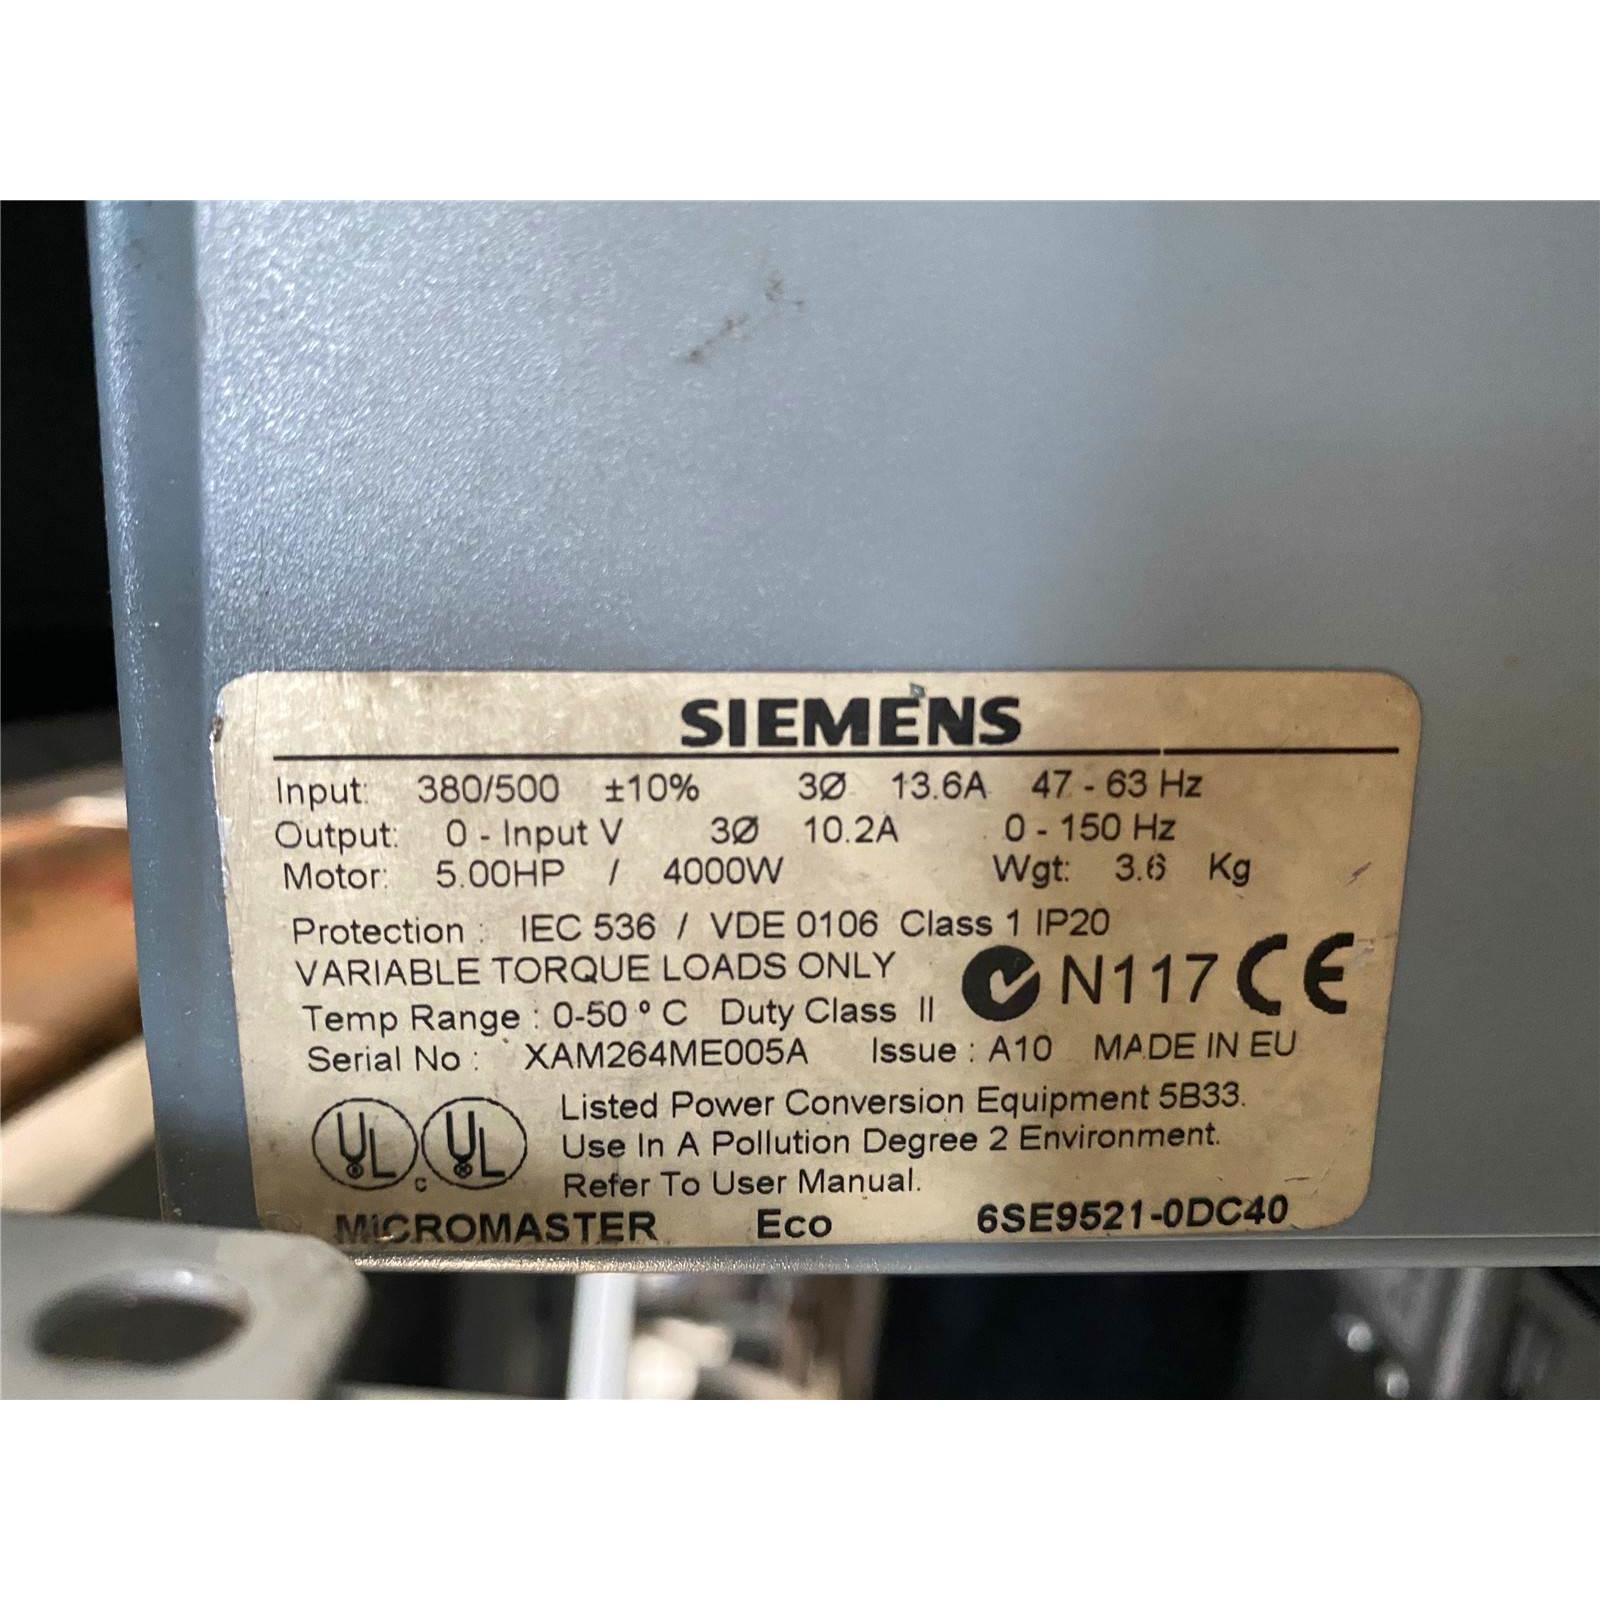 SIEMENS
Input: 380/500 ±10% 3Ø 13.6A 47 - 63 Hz
Output: 0 - Input V 3Ø 10.2A 0 - 150 Hz
Motor: 5.00HP / 4000W Wgt: 3.6 Kg
Protection : IEC 536 / VDE 0106 Class 1 IP20
VARIABLE TORQUE LOADS ONLY N117 CE
Temp Range : 0-50 ° C Duty Class II
Serial No : XAM264ME005A Issue : A10 MADE IN EU
UL c UL Listed Power Conversion Equipment 5B33.
Use In A Pollution Degree 2 Environment.
Refer To User Manual.
MICROMASTER Eco 6SE9521-0DC40